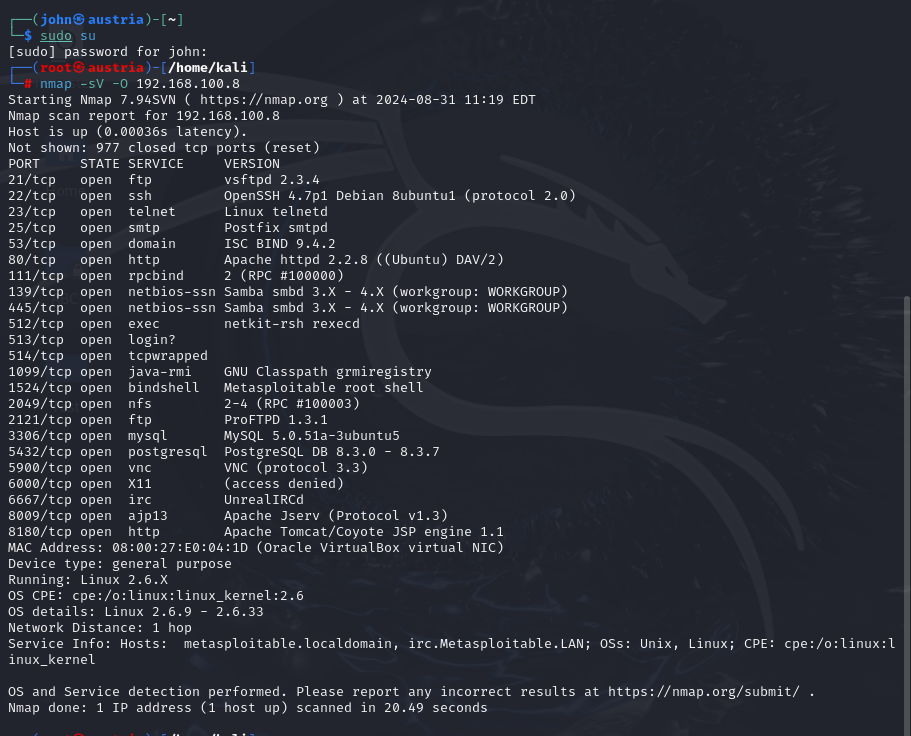 ┌──(john㉿austria)-[~]
└─$ sudo su
[sudo] password for john:
┌──(root㉿austria)-[/home/kali]
└─# nmap -sV -O 192.168.100.8
Starting Nmap 7.94SVN ( https://nmap.org ) at 2024-08-31 11:19 EDT
Nmap scan report for 192.168.100.8
Host is up (0.00036s latency).
Not shown: 977 closed tcp ports (reset)
PORT     STATE SERVICE     VERSION
21/tcp   open  ftp         vsftpd 2.3.4
22/tcp   open  ssh         OpenSSH 4.7p1 Debian 8ubuntu1 (protocol 2.0)
23/tcp   open  telnet      Linux telnetd
25/tcp   open  smtp        Postfix smtpd
53/tcp   open  domain      ISC BIND 9.4.2
80/tcp   open  http        Apache httpd 2.2.8 ((Ubuntu) DAV/2)
111/tcp  open  rpcbind     2 (RPC #100000)
139/tcp  open  netbios-ssn Samba smbd 3.X - 4.X (workgroup: WORKGROUP)
445/tcp  open  netbios-ssn Samba smbd 3.X - 4.X (workgroup: WORKGROUP)
512/tcp  open  exec        netkit-rsh rexecd
513/tcp  open  login?
514/tcp  open  tcpwrapped
1099/tcp open  java-rmi    GNU Classpath grmiregistry
1524/tcp open  bindshell   Metasploitable root shell
2049/tcp open  nfs         2-4 (RPC #100003)
2121/tcp open  ftp         ProFTPD 1.3.1
3306/tcp open  mysql       MySQL 5.0.51a-3ubuntu5
5432/tcp open  postgresql  PostgreSQL DB 8.3.0 - 8.3.7
5900/tcp open  vnc         VNC (protocol 3.3)
6000/tcp open  X11         (access denied)
6667/tcp open  irc         UnrealIRCd
8009/tcp open  ajp13       Apache Jserv (Protocol v1.3)
8180/tcp open  http        Apache Tomcat/Coyote JSP engine 1.1
MAC Address: 08:00:27:E0:04:1D (Oracle VirtualBox virtual NIC)
Device type: general purpose
Running: Linux 2.6.X
OS CPE: cpe:/o:linux:linux_kernel:2.6
OS details: Linux 2.6.9 - 2.6.33
Network Distance: 1 hop
Service Info: Hosts:  metasploitable.localdomain, irc.Metasploitable.LAN; OSs: Unix, Linux; CPE: cpe:/o:linux:l
inux_kernel

OS and Service detection performed. Please report any incorrect results at https://nmap.org/submit/ .
Nmap done: 1 IP address (1 host up) scanned in 20.49 seconds